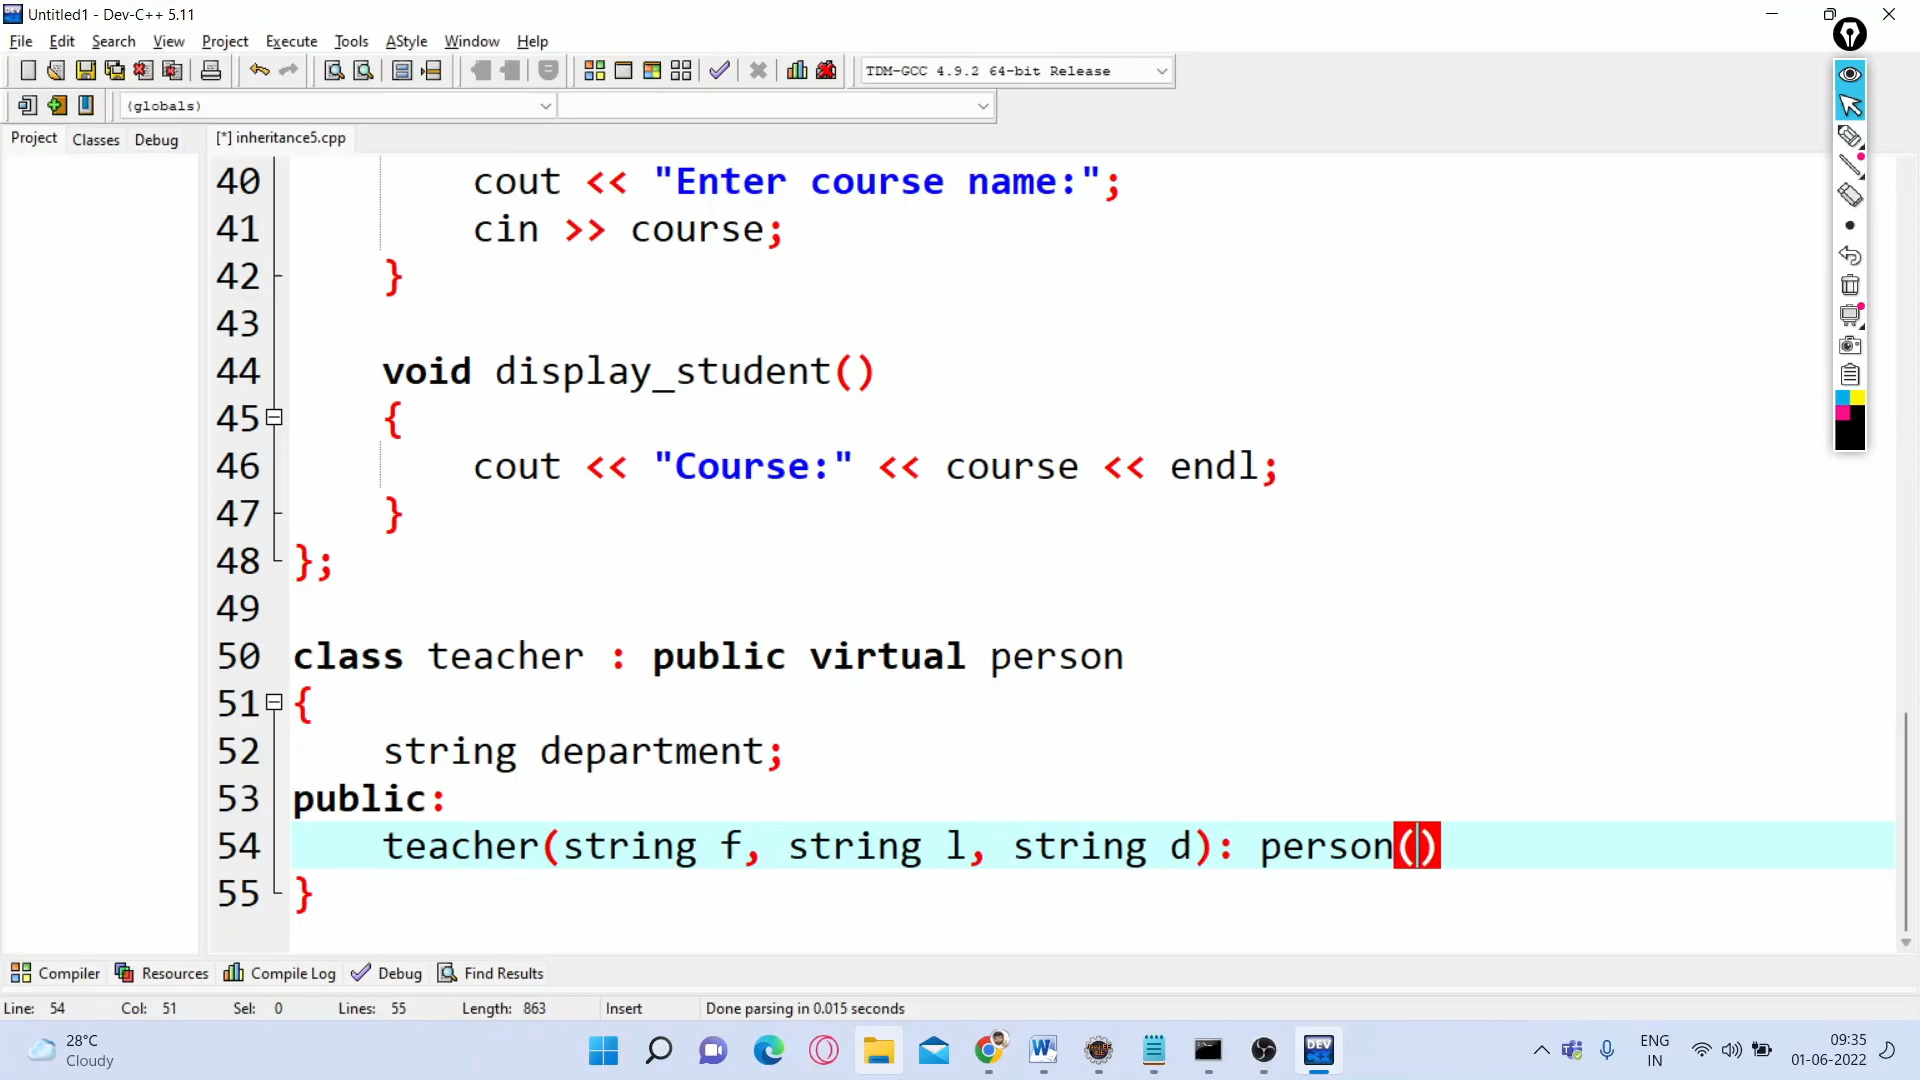 Untitled1 - Dev-C++ 5.11
File Edit Search View Project Execute Tools AStyle Window Help
TDM-GCC 4.9.2 64-bit Release
(globals)
Project Classes Debug [*] inheritance5.cpp
40 cout << "Enter course name:";
41 cin >> course;
42 }
43
44 void display_student()
45 {
46 cout << "Course:" << course << endl;
47 }
48 };
49
50 class teacher : public virtual person
51 {
52 string department;
53 public:
54 teacher(string f, string l, string d): person()
55 }
Compiler Resources Compile Log Debug Find Results
Line: 54 Col: 51 Sel: 0 Lines: 55 Length: 863 Insert Done parsing in 0.015 seconds
28°C
Cloudy
ENG
IN
09:35
01-06-2022